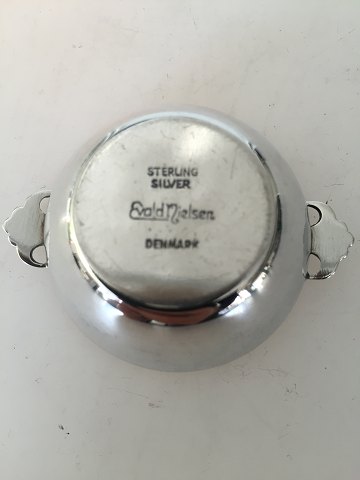 STERLING
SILVER
Evald Nielsen
DENMARK